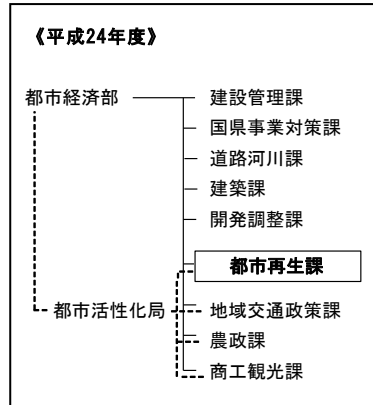 《平成24年度》
都市経済部 建設管理課
国県事業対策課
道路河川課
建築課
開発調整課
都市再生課
都市活性化局 地域交通政策課
農政課
商工観光課